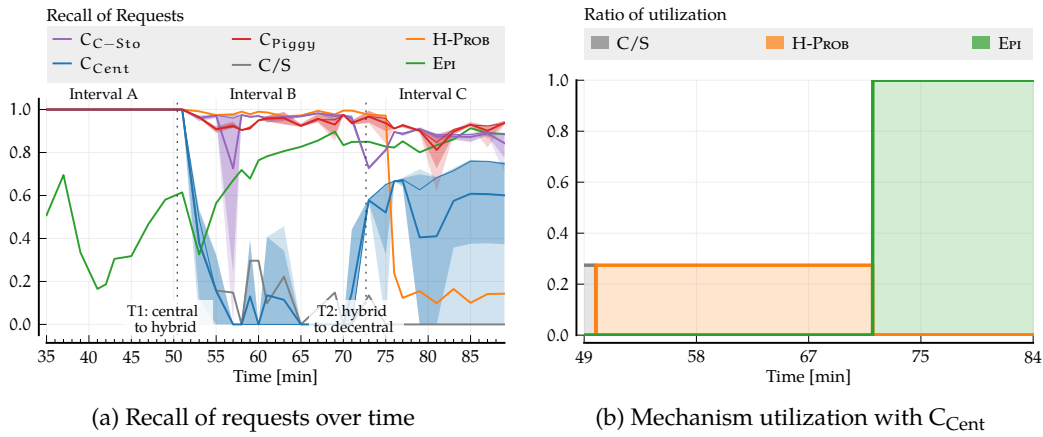 Recall of Requests
C_C−Sto C_Piggy H-Prob
C_Cent C/S Epi
Interval A Interval B Interval C
1.0
0.8
0.6
0.4
0.2
0.0
T1: central
to hybrid
T2: hybrid
to decentral
35 40 45 50 55 60 65 70 75 80 85
Time [min]
(a) Recall of requests over time
Ratio of utilization
C/S H-Prob Epi
1.0
0.8
0.6
0.4
0.2
0.0
49 58 67 75 84
Time [min]
(b) Mechanism utilization with C_Cent